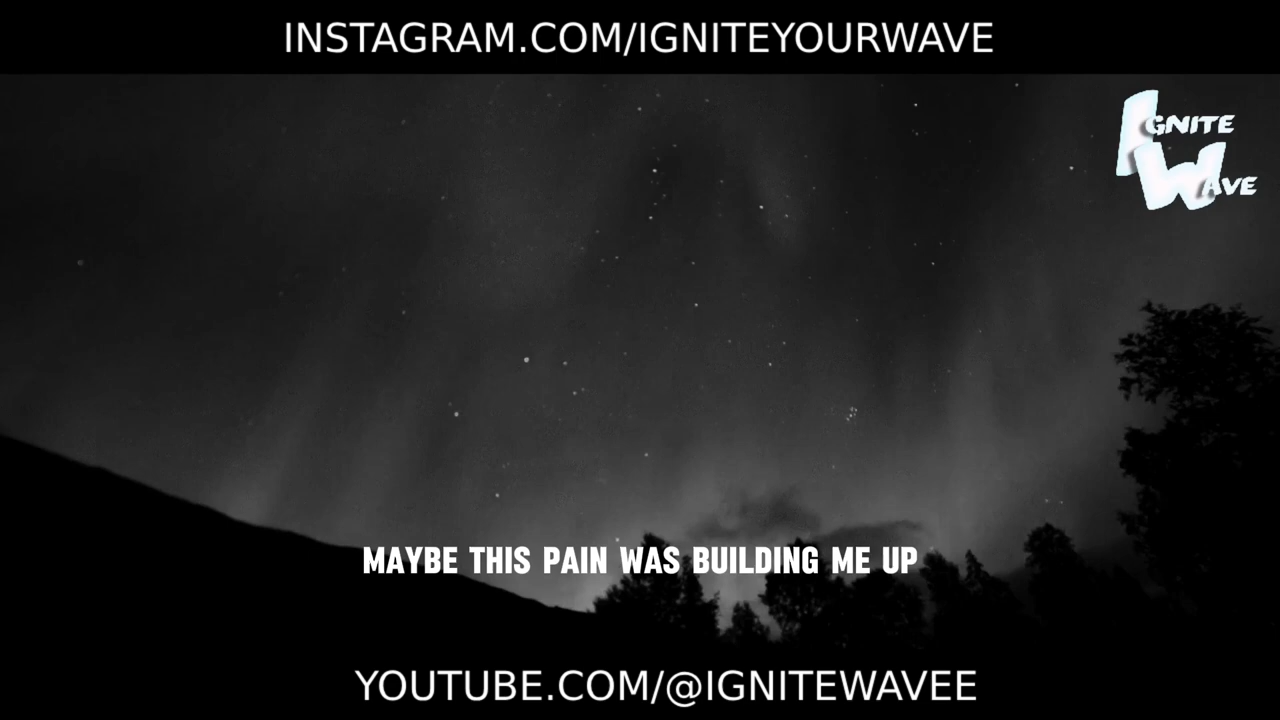 INSTAGRAM.COM/IGNITEYOURWAVE
IGNITE
WAVE
MAYBE THIS PAIN WAS BUILDING ME UP
YOUTUBE.COM/@IGNITEWAVEE